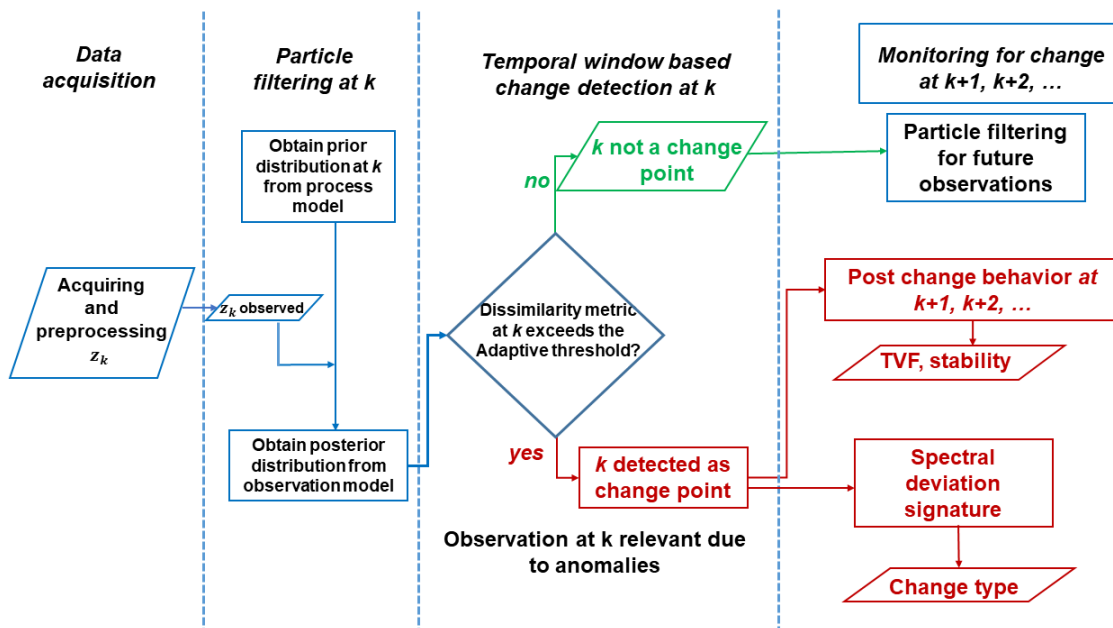 Data
acquisition
Particle
filtering at k
Temporal window based
change detection at k
Monitoring for change
at k+1, k+2, …
Obtain prior
distribution at k
from process
model
k not a change
point
no
Particle filtering
for future
observations
Acquiring
and
preprocessing
z_k
z_k observed
Dissimilarity metric
at k exceeds the
Adaptive threshold?
Post change behavior at
k+1, k+2, …
TVF, stability
Obtain posterior
distribution from
observation model
yes
k detected as
change point
Spectral
deviation
signature
Observation at k relevant due
to anomalies
Change type